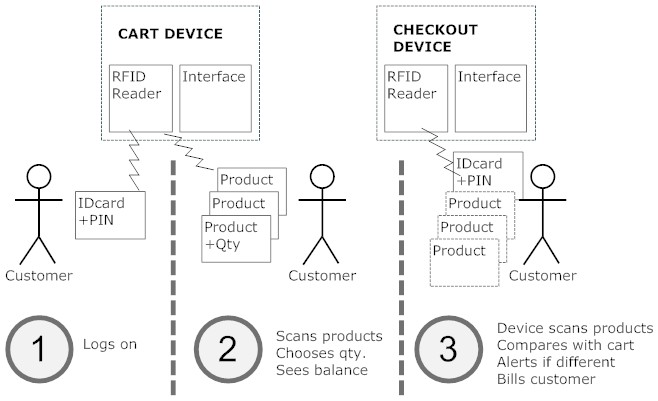 CART DEVICE
RFID
Reader
Interface
CHECKOUT
DEVICE
RFID
Reader
Interface
IDcard
+PIN
Customer
Product
Product
Product
+Qty
Customer
IDcard
+PIN
Product
Product
Product
Customer
1
Logs on
2
Scans products
Chooses qty.
Sees balance
3
Device scans products
Compares with cart
Alerts if different
Bills customer